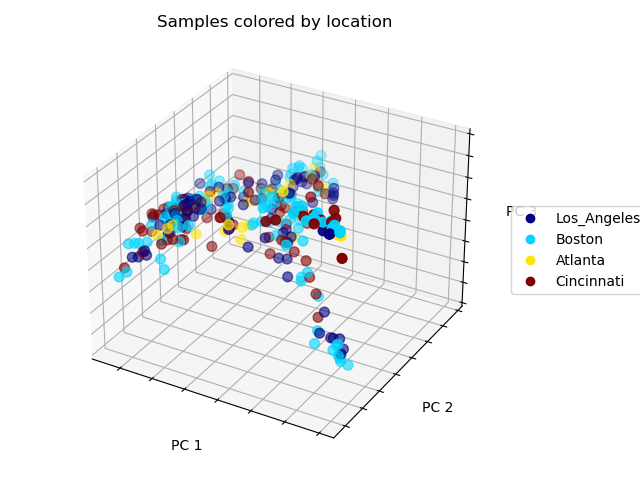 Samples colored by location
PC 3
Los_Angeles
Boston
Atlanta
Cincinnati
PC 2
PC 1